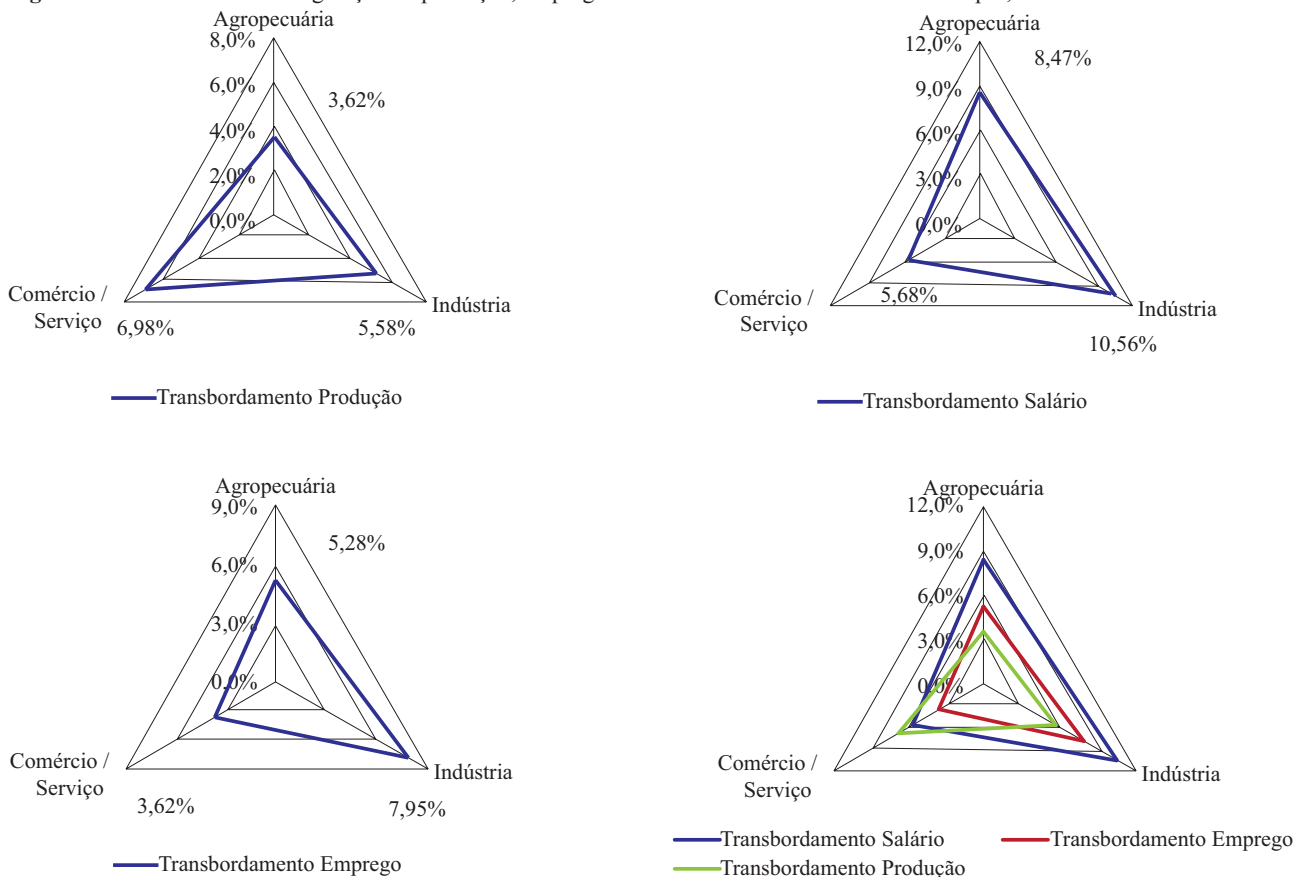 Agropecuária
8,0%
6,0%
4,0%
2,0%
0,0%
3,62%
Comércio /
Serviço
6,98%
5,58%
Indústria
Transbordamento Produção
Agropecuária
12,0%
9,0%
6,0%
3,0%
0,0%
8,47%
Comércio /
Serviço
5,68%
Indústria
10,56%
Transbordamento Salário
Agropecuária
9,0%
6,0%
3,0%
0,0%
5,28%
Comércio /
Serviço
3,62%
7,95%
Indústria
Transbordamento Emprego
Agropecuária
12,0%
9,0%
6,0%
3,0%
0,0%
Comércio /
Serviço
Indústria
Transbordamento Salário
Transbordamento Emprego
Transbordamento Produção